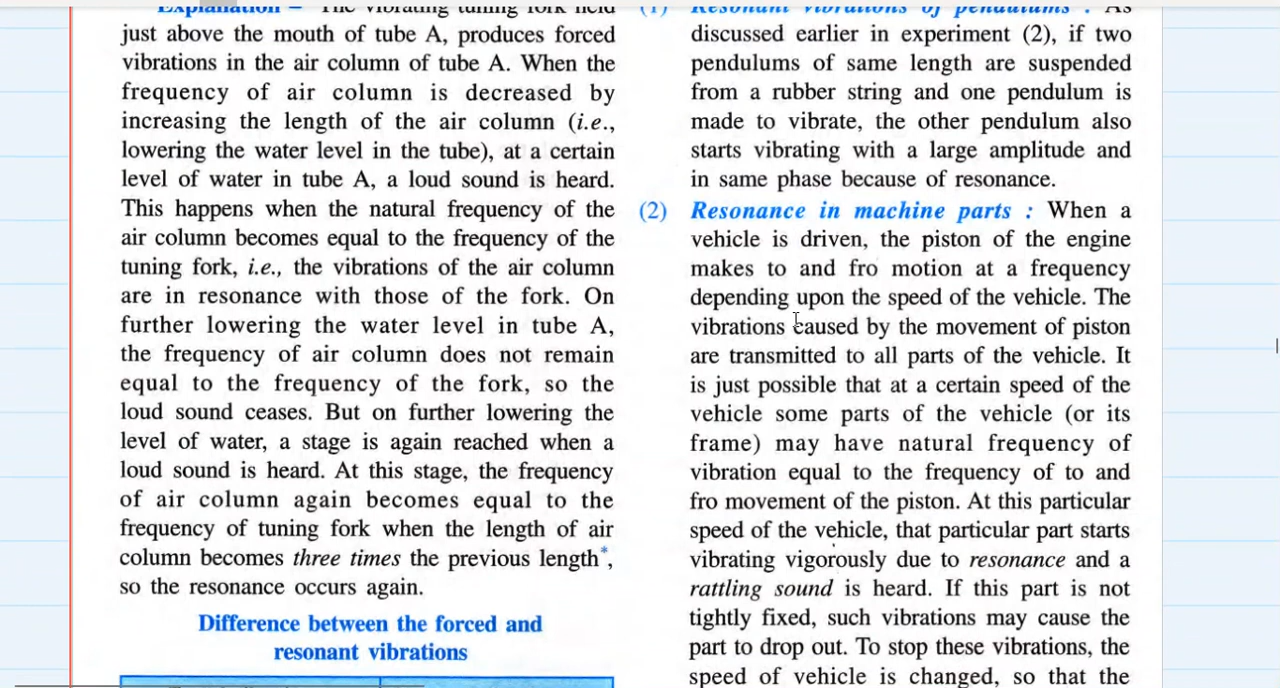 Explanation – The vibrating tuning fork held
just above the mouth of tube A, produces forced
vibrations in the air column of tube A. When the
frequency of air column is decreased by
increasing the length of the air column (i.e.,
lowering the water level in the tube), at a certain
level of water in tube A, a loud sound is heard.
This happens when the natural frequency of the
air column becomes equal to the frequency of the
tuning fork, i.e., the vibrations of the air column
are in resonance with those of the fork. On
further lowering the water level in tube A,
the frequency of air column does not remain
equal to the frequency of the fork, so the
loud sound ceases. But on further lowering the
level of water, a stage is again reached when a
loud sound is heard. At this stage, the frequency
of air column again becomes equal to the
frequency of tuning fork when the length of air
column becomes three times the previous length*,
so the resonance occurs again.
Difference between the forced and
resonant vibrations
(1) Resonant vibrations of pendulums : As
discussed earlier in experiment (2), if two
pendulums of same length are suspended
from a rubber string and one pendulum is
made to vibrate, the other pendulum also
starts vibrating with a large amplitude and
in same phase because of resonance.
(2) Resonance in machine parts : When a
vehicle is driven, the piston of the engine
makes to and fro motion at a frequency
depending upon the speed of the vehicle. The
vibrations caused by the movement of piston
are transmitted to all parts of the vehicle. It
is just possible that at a certain speed of the
vehicle some parts of the vehicle (or its
frame) may have natural frequency of
vibration equal to the frequency of to and
fro movement of the piston. At this particular
speed of the vehicle, that particular part starts
vibrating vigorously due to resonance and a
rattling sound is heard. If this part is not
tightly fixed, such vibrations may cause the
part to drop out. To stop these vibrations, the
speed of vehicle is changed, so that the